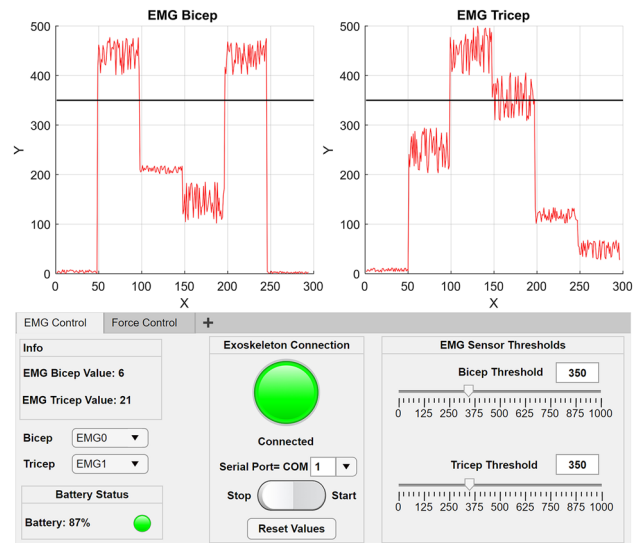 EMG Bicep
500
400
300
200
100
0
Y
0 50 100 150 200 250 300
X
EMG Tricep
500
400
300
200
100
0
Y
0 50 100 150 200 250 300
X
EMG Control Force Control +
Info
EMG Bicep Value: 6
EMG Tricep Value: 21
Bicep EMG0
Tricep EMG1
Battery Status
Battery: 87%
Exoskeleton Connection
Connected
Serial Port= COM 1
Stop Start
Reset Values
EMG Sensor Thresholds
Bicep Threshold 350
0 125 250 375 500 625 750 875 1000
Tricep Threshold 350
0 125 250 375 500 625 750 875 1000